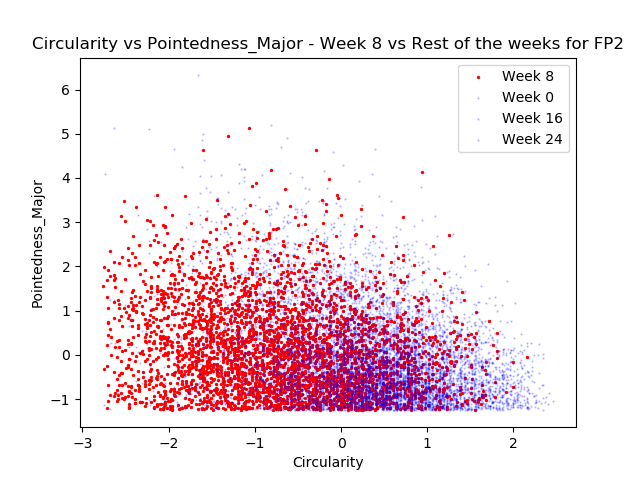 Circularity vs Pointedness_Major - Week 8 vs Rest of the weeks for FP2
Week 8
Week 0
Week 16
Week 24
Pointedness_Major
6
5
4
3
2
1
0
−1
−3
−2
−1
0
1
2
Circularity